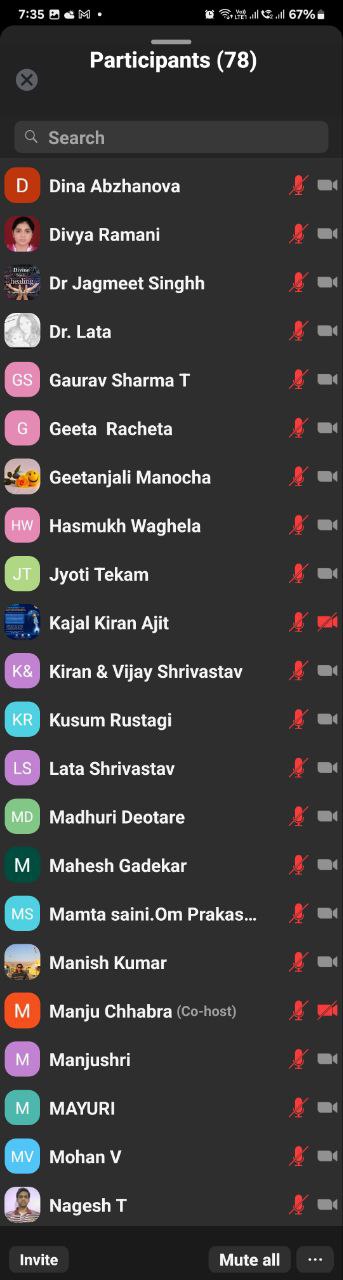 7:35
67%
Participants (78)
Search
D Dina Abzhanova
Divya Ramani
Dr Jagmeet Singhh
Dr. Lata
GS Gaurav Sharma T
G Geeta Racheta
Geetanjali Manocha
HW Hasmukh Waghela
JT Jyoti Tekam
Kajal Kiran Ajit
K& Kiran & Vijay Shrivastav
KR Kusum Rustagi
LS Lata Shrivastav
MD Madhuri Deotare
M Mahesh Gadekar
MS Mamta saini.Om Prakas...
Manish Kumar
M Manju Chhabra (Co-host)
M Manjushri
M MAYURI
MV Mohan V
Nagesh T
Invite Mute all ...